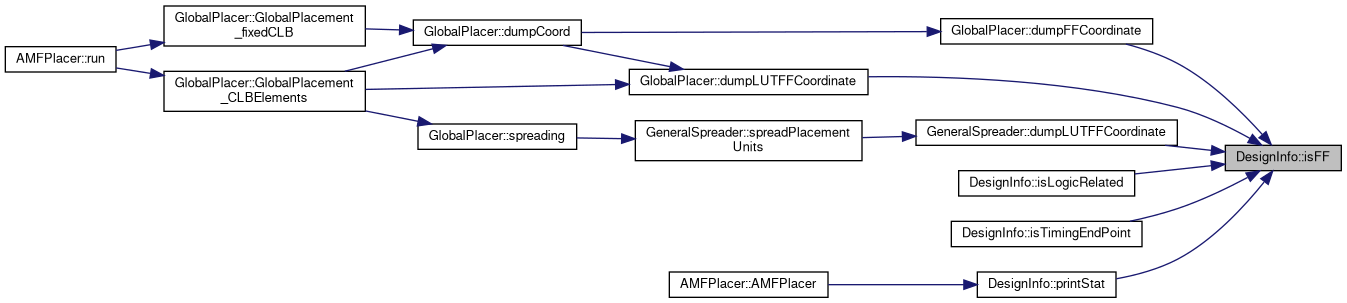 AMFPlacer::run
GlobalPlacer::GlobalPlacement
_fixedCLB
GlobalPlacer::GlobalPlacement
_CLBElements
GlobalPlacer::dumpCoord
GlobalPlacer::spreading
GlobalPlacer::dumpLUTFFCoordinate
GeneralSpreader::spreadPlacement
Units
AMFPlacer::AMFPlacer
GlobalPlacer::dumpFFCoordinate
GeneralSpreader::dumpLUTFFCoordinate
DesignInfo::isLogicRelated
DesignInfo::isTimingEndPoint
DesignInfo::printStat
DesignInfo::isFF